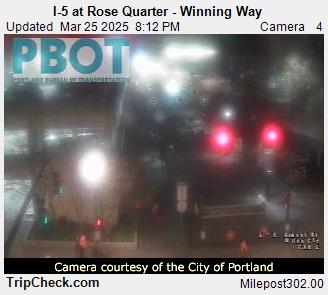 I-5 at Rose Quarter - Winning Way
Updated Mar 25 2025 8:12 PM Camera 4
PBOT
PORTLAND BUREAU OF TRANSPORTATION
Camera courtesy of the City of Portland
TripCheck.com Milepost302.00